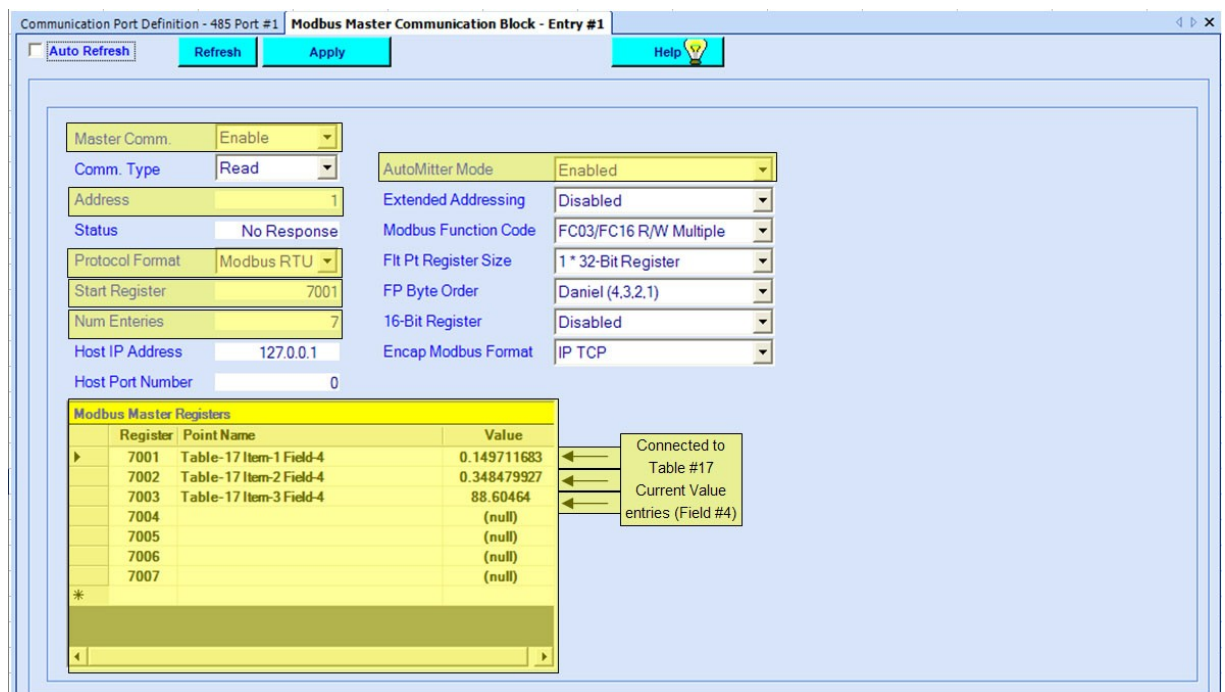 Communication Port Definition - 485 Port #1 Modbus Master Communication Block - Entry #1
Auto Refresh Refresh Apply Help
Master Comm. Enable
Comm. Type Read AutoMitter Mode Enabled
Address 1 Extended Addressing Disabled
Status No Response Modbus Function Code FC03/FC16 R/W Multiple
Protocol Format Modbus RTU Flt Pt Register Size 1 * 32-Bit Register
Start Register 7001 FP Byte Order Daniel (4,3,2,1)
Num Enteries 7 16-Bit Register Disabled
Host IP Address 127.0.0.1 Encap Modbus Format IP TCP
Host Port Number 0
Modbus Master Registers
Register Point Name Value
7001 Table-17 Item-1 Field-4 0.149711683
7002 Table-17 Item-2 Field-4 0.348479927
7003 Table-17 Item-3 Field-4 88.60464
7004 (null)
7005 (null)
7006 (null)
7007 (null)
*
Connected to
Table #17
Current Value
entries (Field #4)